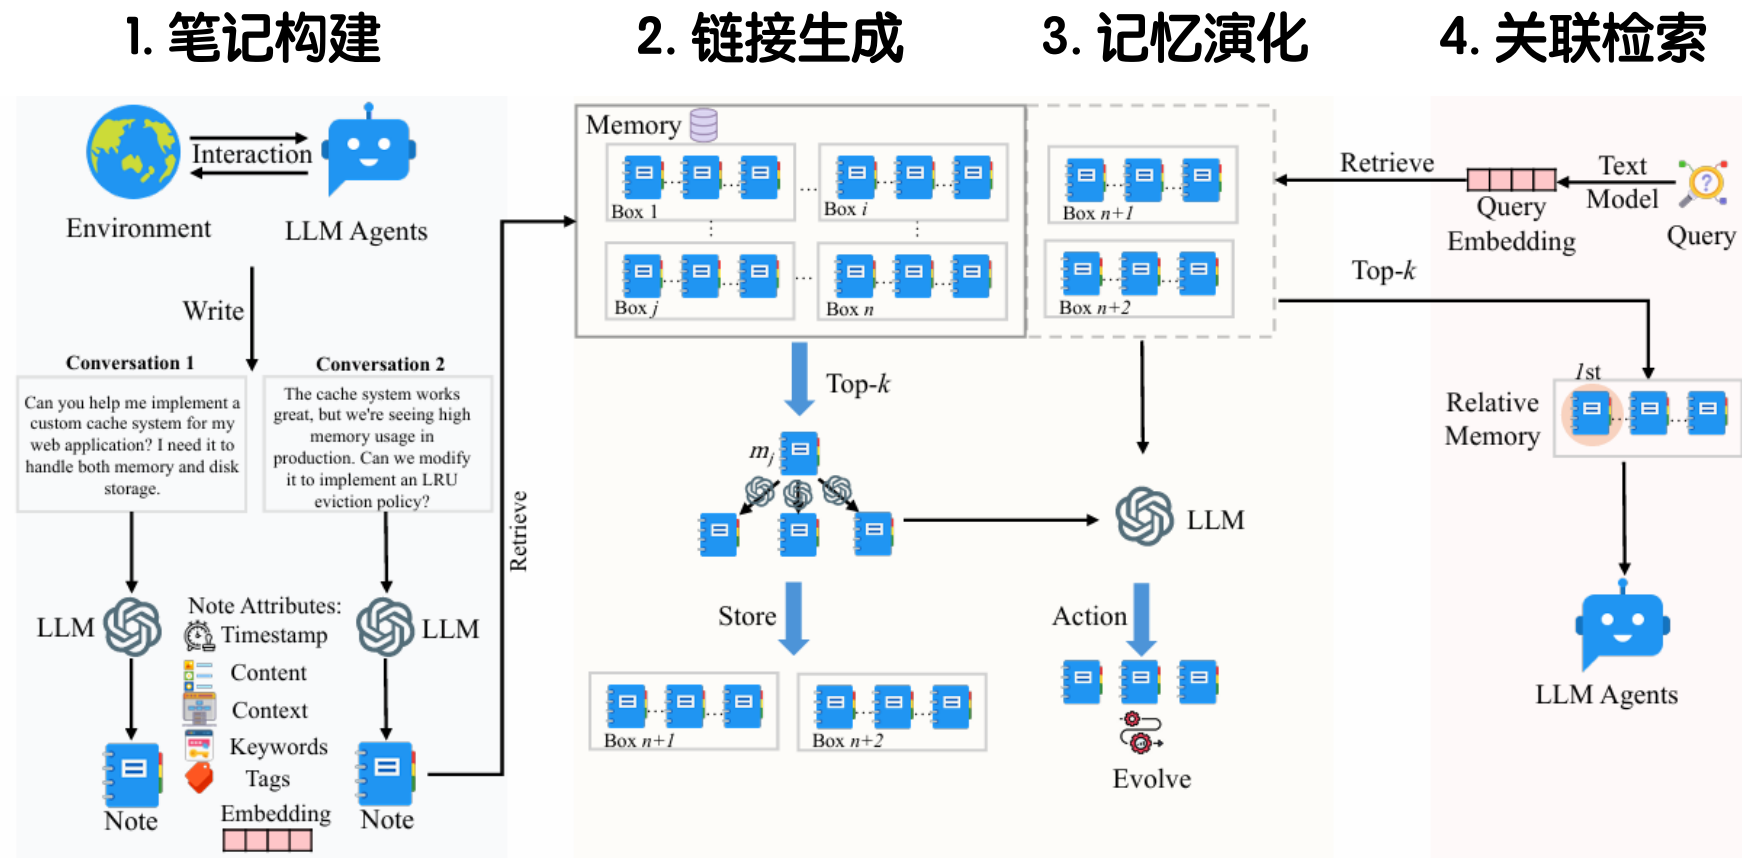 1. 笔记构建
2. 链接生成
3. 记忆演化
4. 关联检索
Interaction
Environment
LLM Agents
Write
Conversation 1
Can you help me implement a
custom cache system for my
web application? I need it to
handle both memory and disk
storage.
Conversation 2
The cache system works
great, but we're seeing high
memory usage in
production. Can we modify
it to implement an LRU
eviction policy?
LLM
LLM
Note Attributes:
Timestamp
Content
Context
Keywords
Tags
Embedding
Note
Note
Retrieve
Memory
Box 1
Box i
Box j
Box n
Top-k
mj
Store
Box n+1
Box n+2
Box n+1
Box n+2
LLM
Action
Evolve
Retrieve
Text
Model
Query
Embedding
Query
Top-k
1st
Relative
Memory
LLM Agents